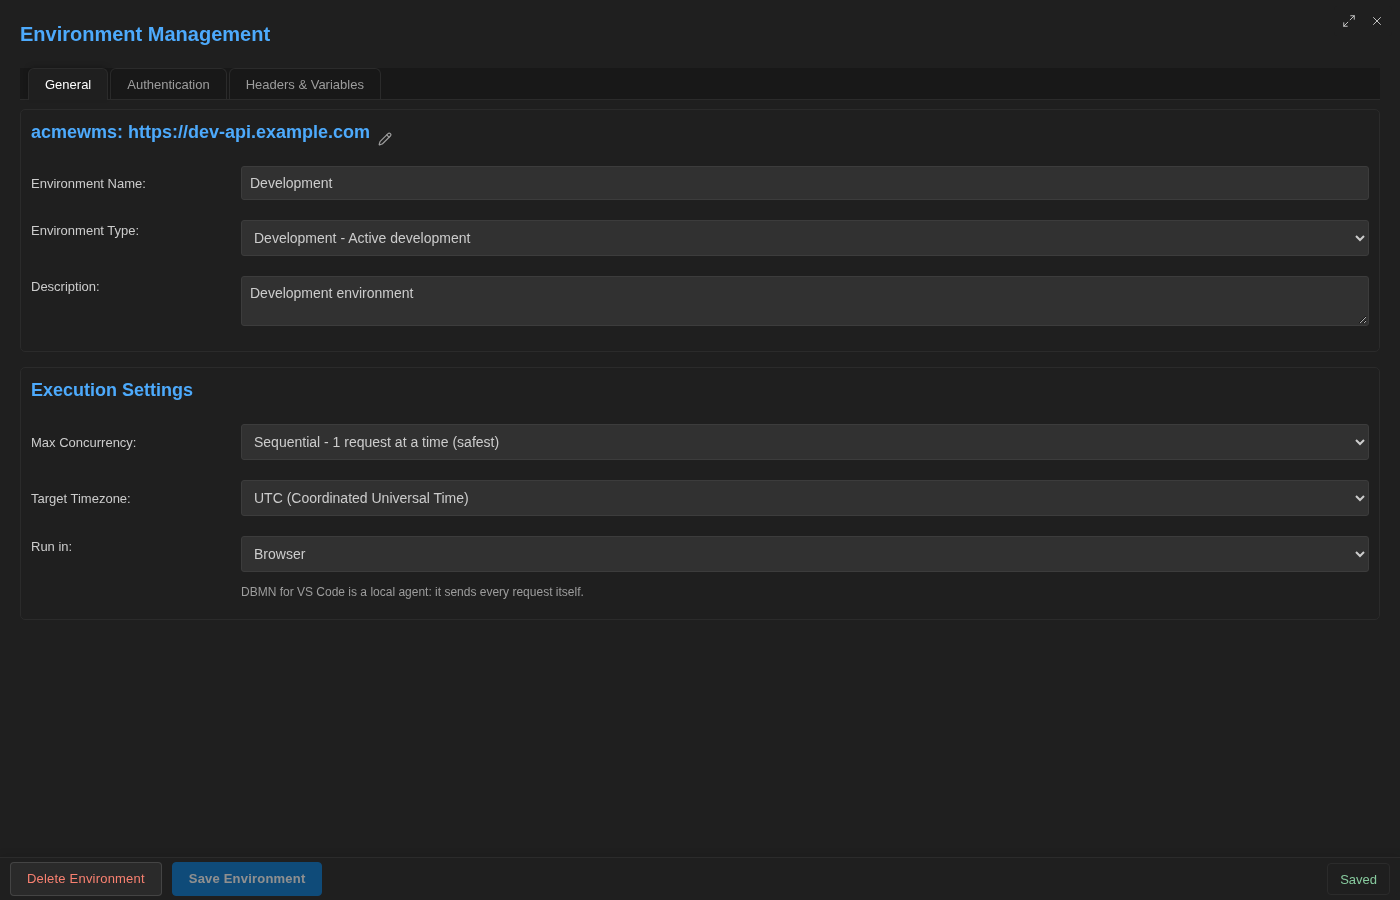 Environment Management
General
Authentication
Headers & Variables
acmewms: https://dev-api.example.com
Environment Name:
Development
Environment Type:
Development - Active development
Description:
Development environment
Execution Settings
Max Concurrency:
Sequential - 1 request at a time (safest)
Target Timezone:
UTC (Coordinated Universal Time)
Run in:
Browser
DBMN for VS Code is a local agent: it sends every request itself.
Delete Environment
Save Environment
Saved